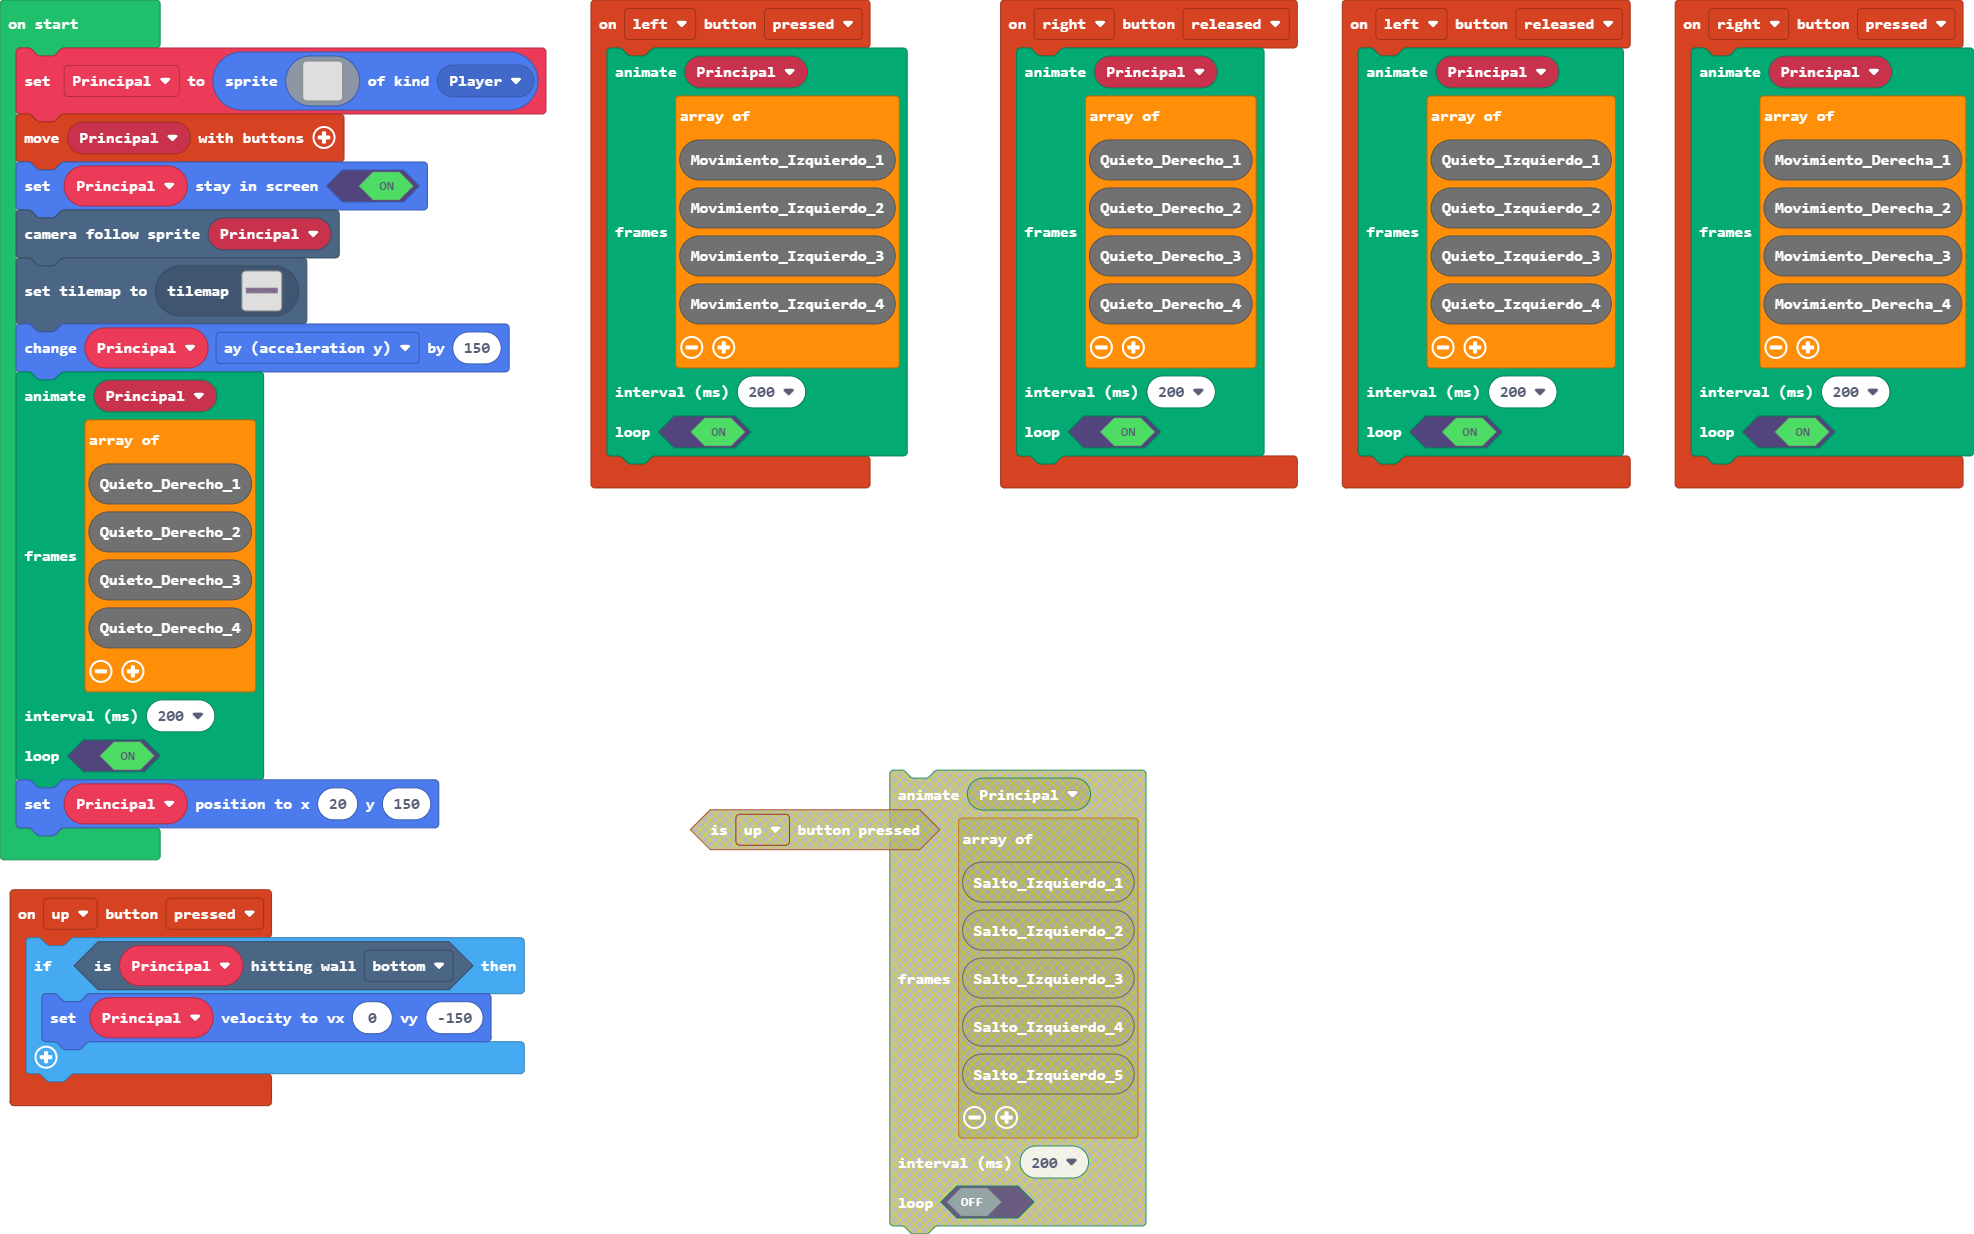 on start
set Principal to sprite of kind Player
move Principal with buttons
set Principal stay in screen ON
camera follow sprite Principal
set tilemap to tilemap
change Principal ay (acceleration y) by 150
animate Principal
array of
Quieto_Derecho_1
Quieto_Derecho_2
frames
Quieto_Derecho_3
Quieto_Derecho_4
interval (ms) 200
loop ON
set Principal position to x 20 y 150
on left button pressed
animate Principal
array of
Movimiento_Izquierdo_1
Movimiento_Izquierdo_2
frames
Movimiento_Izquierdo_3
Movimiento_Izquierdo_4
interval (ms) 200
loop ON
on right button released
animate Principal
array of
Quieto_Derecho_1
Quieto_Derecho_2
frames
Quieto_Derecho_3
Quieto_Derecho_4
interval (ms) 200
loop ON
on left button released
animate Principal
array of
Quieto_Izquierdo_1
Quieto_Izquierdo_2
frames
Quieto_Izquierdo_3
Quieto_Izquierdo_4
interval (ms) 200
loop ON
on right button pressed
animate Principal
array of
Movimiento_Derecha_1
Movimiento_Derecha_2
frames
Movimiento_Derecha_3
Movimiento_Derecha_4
interval (ms) 200
loop ON
on up button pressed
if is Principal hitting wall bottom then
set Principal velocity to vx 0 vy -150
is up button pressed
animate Principal
array of
Salto_Izquierdo_1
Salto_Izquierdo_2
frames
Salto_Izquierdo_3
Salto_Izquierdo_4
Salto_Izquierdo_5
interval (ms) 200
loop OFF